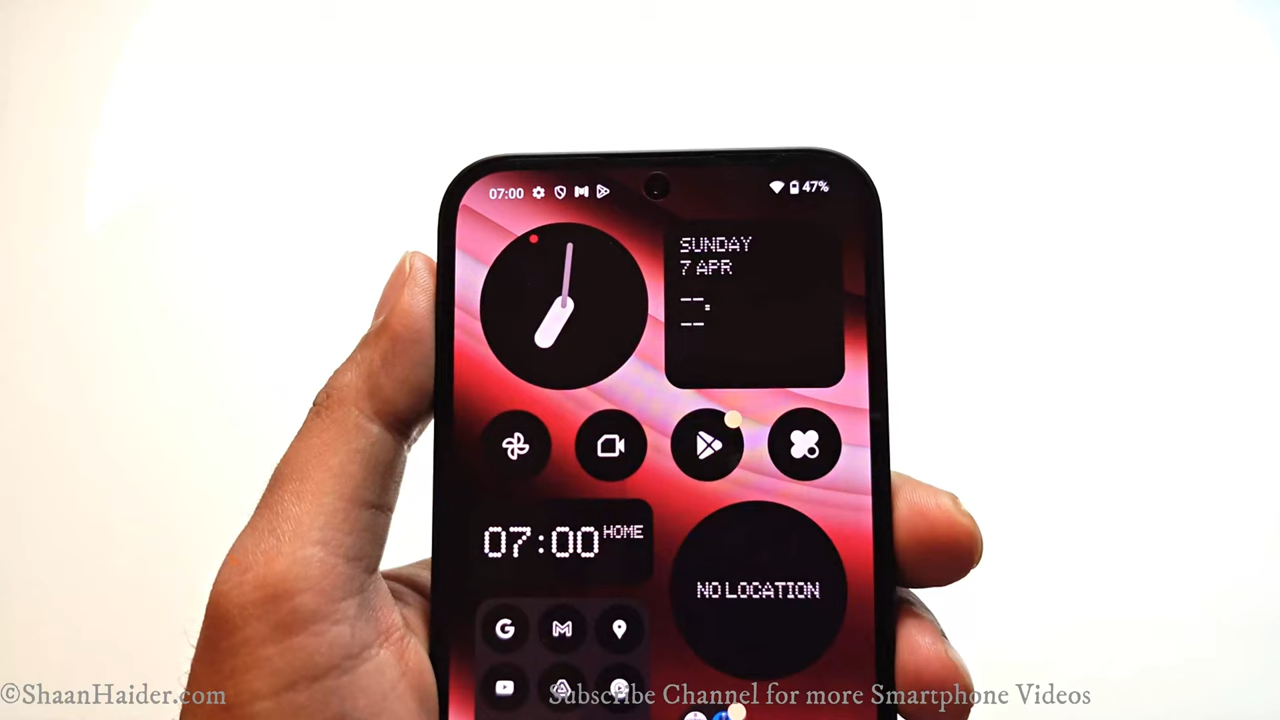 07:00 47%
SUNDAY
7 APR
--:
--
07:00 HOME
NO LOCATION
©ShaanHaider.com
Subscribe Channel for more Smartphone Videos